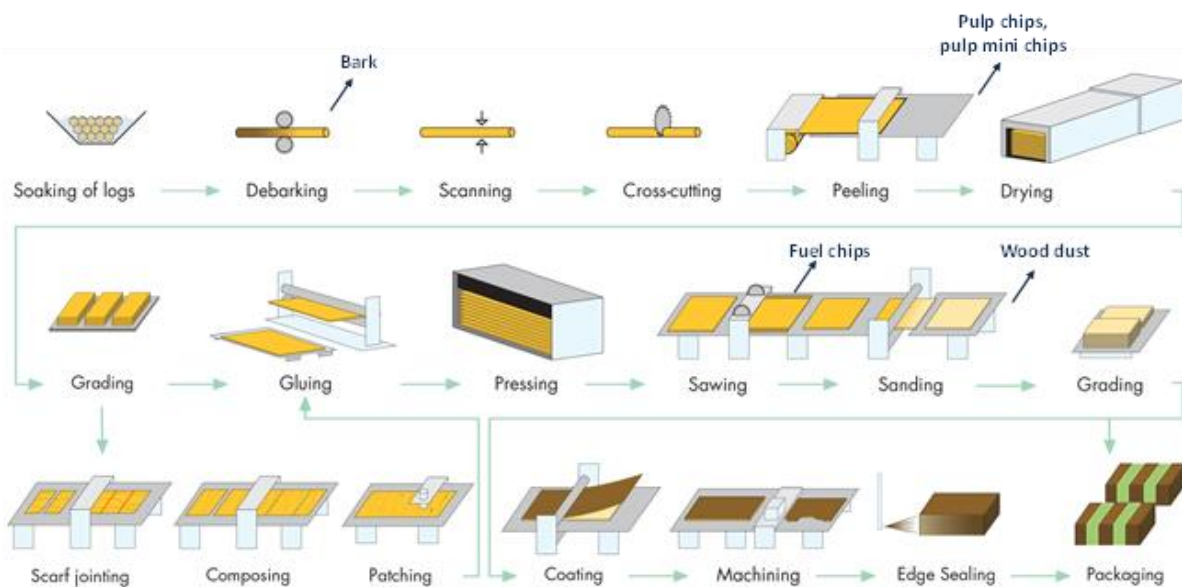 Pulp chips,
pulp mini chips
Bark
Soaking of logs
Debarking
Scanning
Cross-cutting
Peeling
Drying
Fuel chips
Wood dust
Grading
Gluing
Pressing
Sawing
Sanding
Grading
Scarf jointing
Composing
Patching
Coating
Machining
Edge Sealing
Packaging